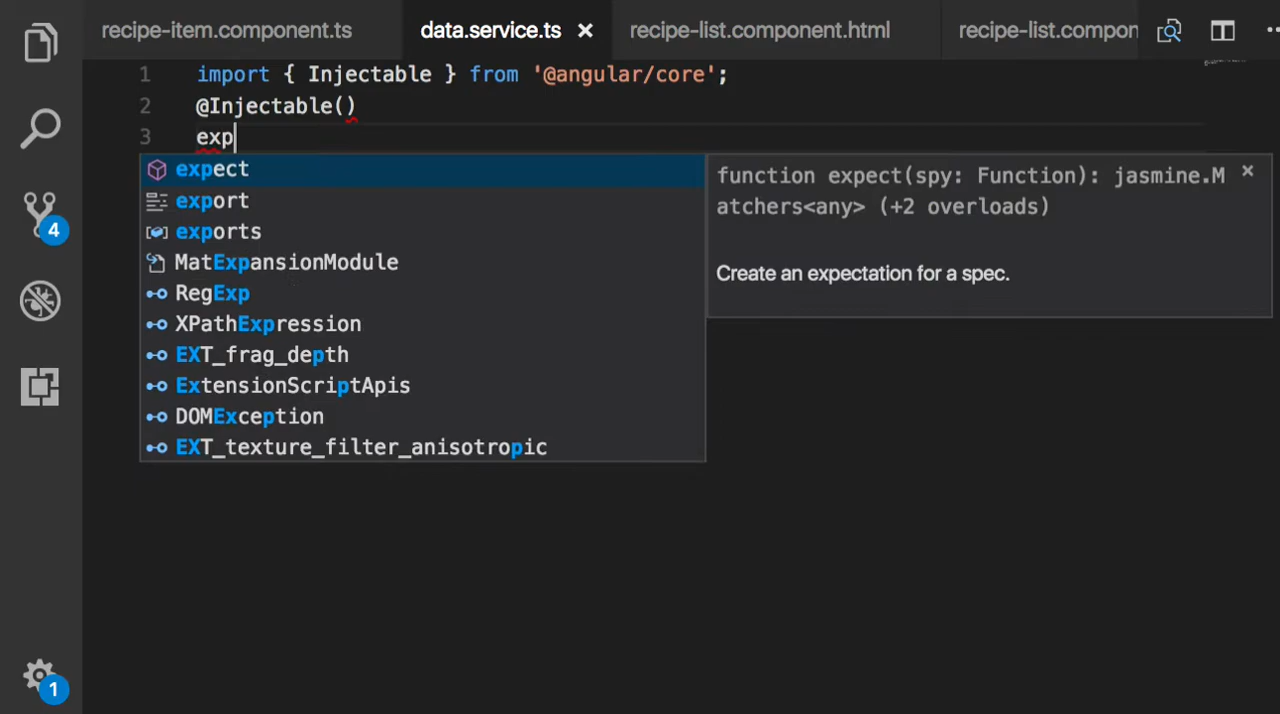 recipe-item.component.ts data.service.ts × recipe-list.component.html recipe-list.compon
1 import { Injectable } from '@angular/core';
2 @Injectable()
3 exp
expect
export
exports
MatExpansionModule
RegExp
XPathExpression
EXT_frag_depth
ExtensionScriptApis
DOMException
EXT_texture_filter_anisotropic
function expect(spy: Function): jasmine.M ×
atchers<any> (+2 overloads)
Create an expectation for a spec.
4
1